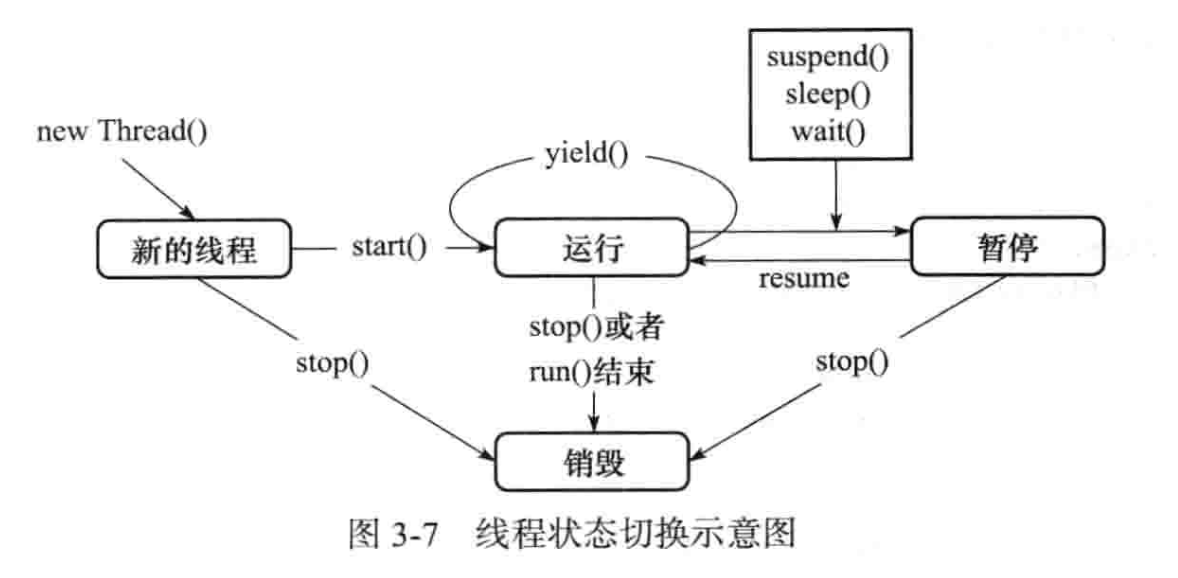 suspend()
sleep()
wait()
new Thread()
yield()
新的线程
start()
运行
暂停
resume
stop()或者
run()结束
stop()
stop()
销毁
图 3-7 线程状态切换示意图